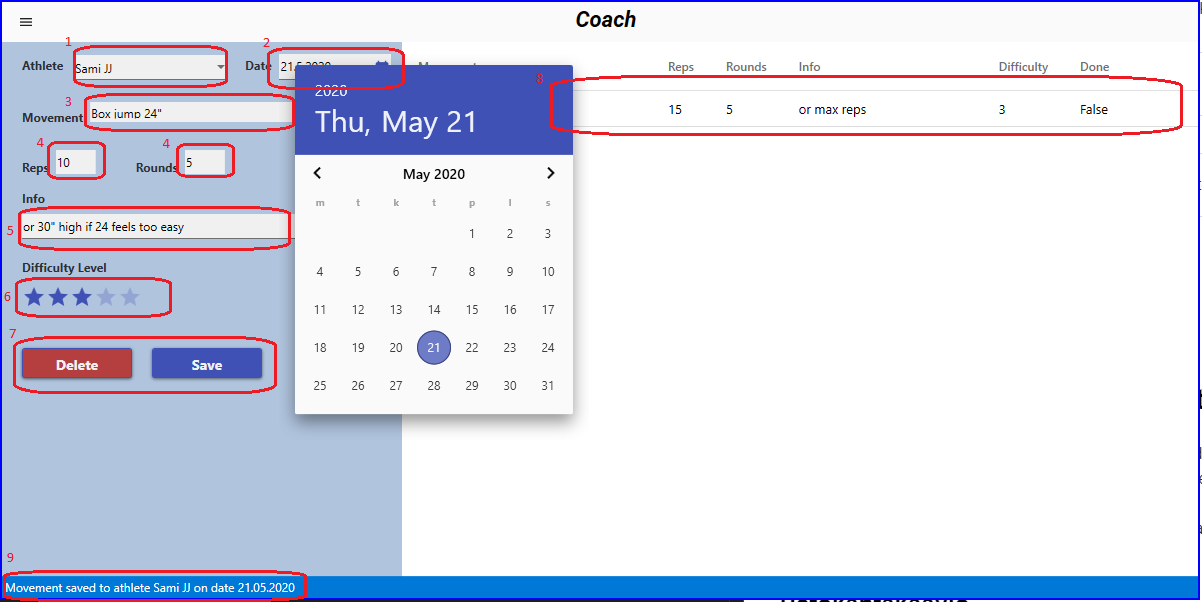 Coach
1
2
Athlete
Sami JJ
Date
21.5.2020
8
Reps Rounds Info Difficulty Done
2020
Thu, May 21
3
Movement
Box jump 24"
15 5 or max reps 3 False
4 4
Reps
10
Rounds
5
May 2020
m t k t p l s
1 2 3
4 5 6 7 8 9 10
11 12 13 14 15 16 17
18 19 20 21 22 23 24
25 26 27 28 29 30 31
Info
5
or 30" high if 24 feels too easy
Difficulty Level
6
7
Delete Save
9
Movement saved to athlete Sami JJ on date 21.05.2020